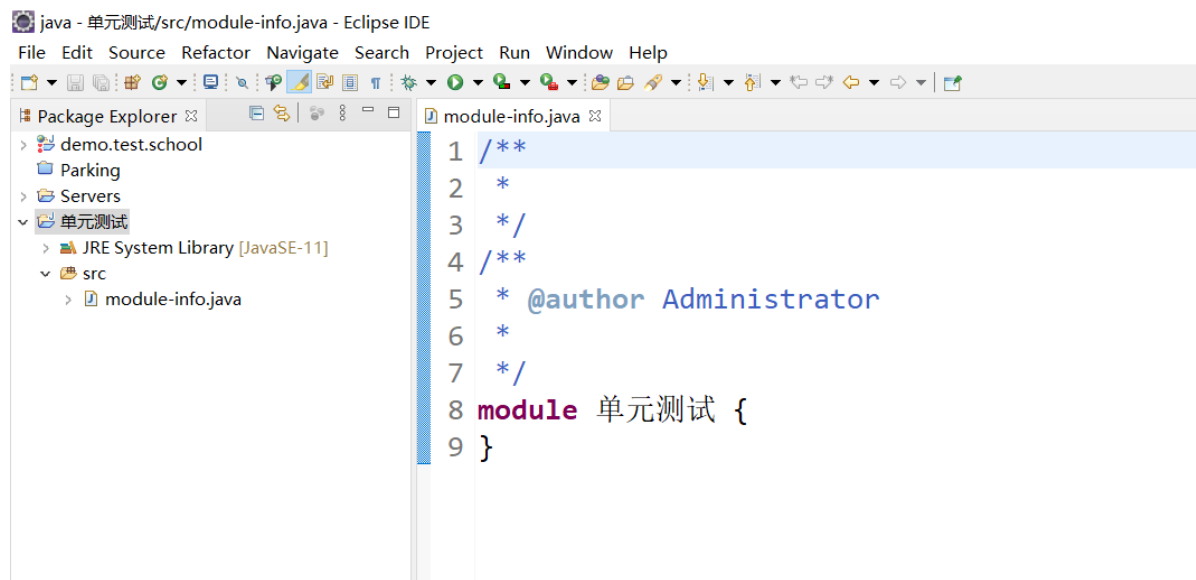 java - 单元测试/src/module-info.java - Eclipse IDE
File Edit Source Refactor Navigate Search Project Run Window Help
Package Explorer
demo.test.school
Parking
Servers
单元测试
JRE System Library [JavaSE-11]
src
module-info.java
module-info.java
1 /**
2  *
3  */
4 /**
5  * @author Administrator
6  *
7  */
8 module 单元测试 {
9 }